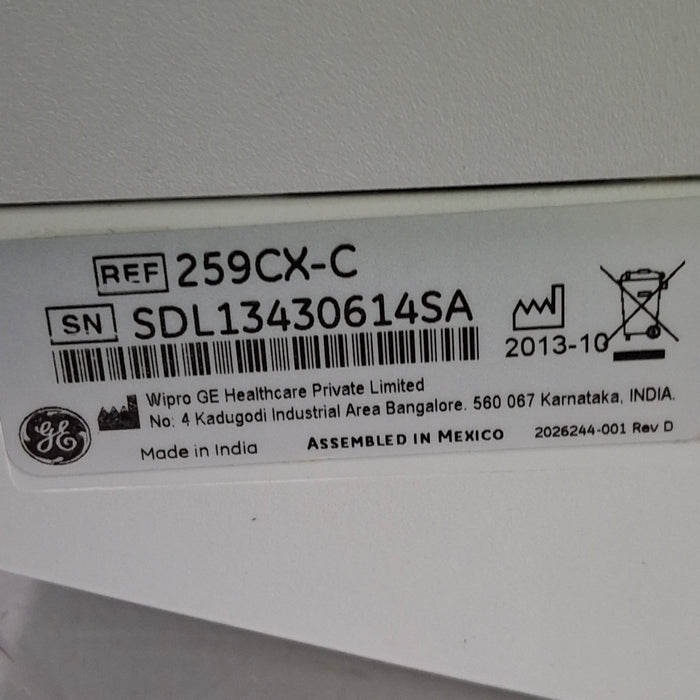 REF 259CX-C
SN SDL13430614SA
2013-10
Wipro GE Healthcare Private Limited
No: 4 Kadugodi Industrial Area Bangalore. 560 067 Karnataka, INDIA.
GE
Made in India ASSEMBLED IN MEXICO 2026244-001 Rev D